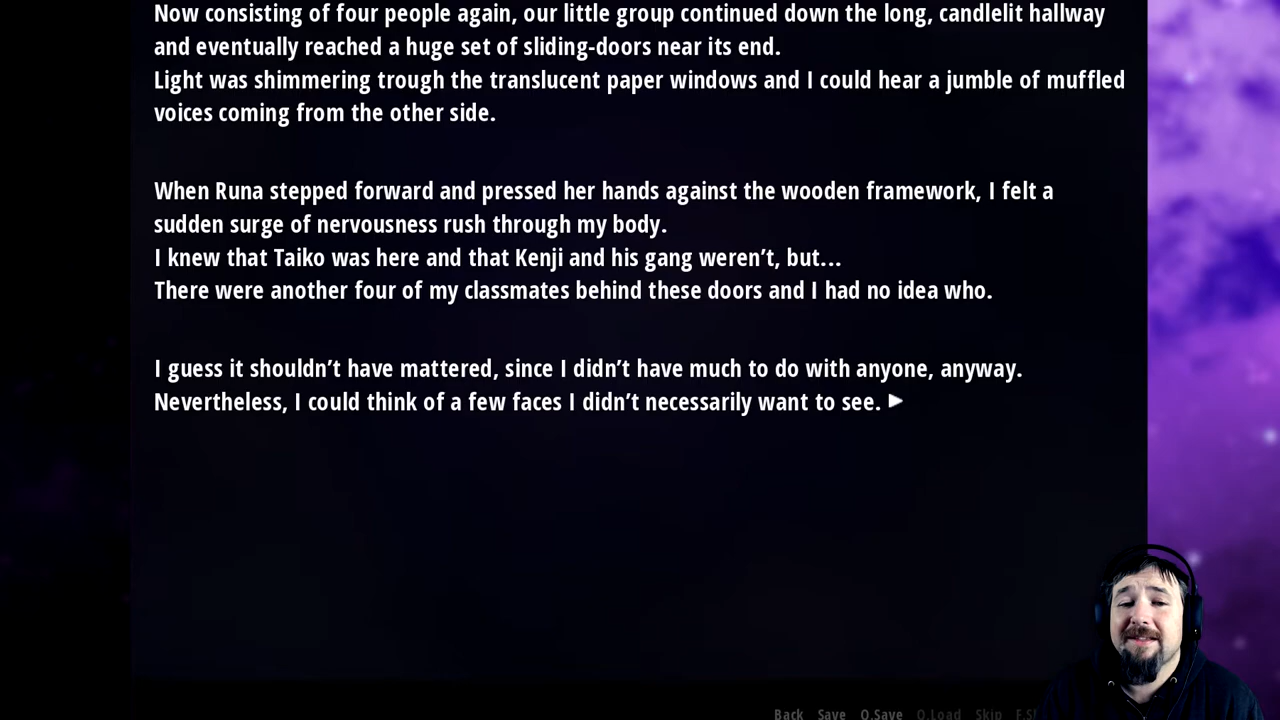 Now consisting of four people again, our little group continued down the long, candlelit hallway
and eventually reached a huge set of sliding-doors near its end.
Light was shimmering trough the translucent paper windows and I could hear a jumble of muffled
voices coming from the other side.
When Runa stepped forward and pressed her hands against the wooden framework, I felt a
sudden surge of nervousness rush through my body.
I knew that Taiko was here and that Kenji and his gang weren't, but...
There were another four of my classmates behind these doors and I had no idea who.
I guess it shouldn't have mattered, since I didn't have much to do with anyone, anyway.
Nevertheless, I could think of a few faces I didn't necessarily want to see.
Back Save Q.Save Q.Load Skip